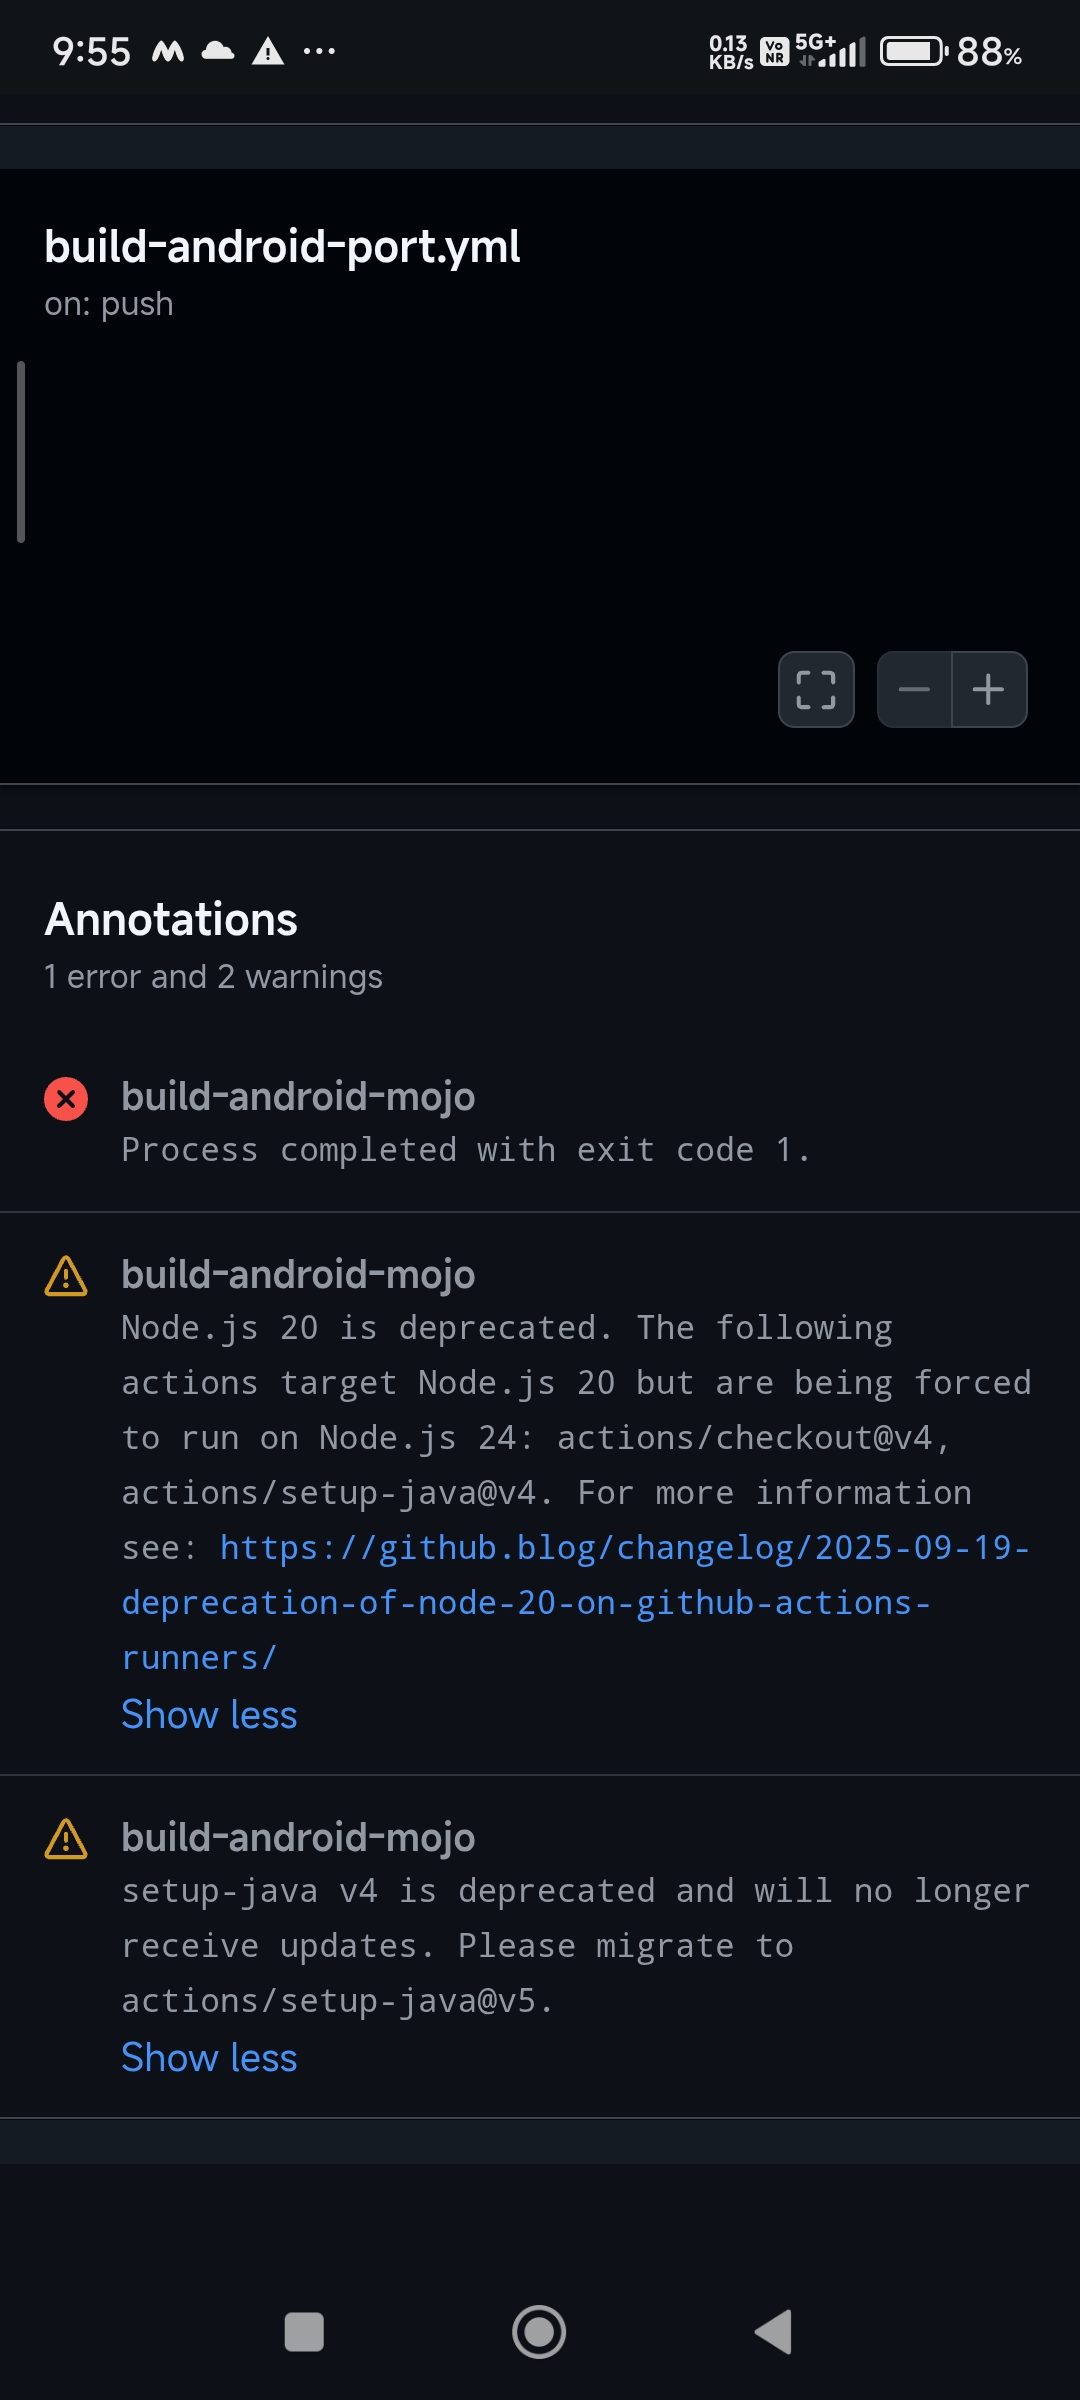 9:55
0.13 KB/s
Vo NR
5G+
88%
build-android-port.yml
on: push
Annotations
1 error and 2 warnings
build-android-mojo
Process completed with exit code 1.
build-android-mojo
Node.js 20 is deprecated. The following
actions target Node.js 20 but are being forced
to run on Node.js 24: actions/checkout@v4,
actions/setup-java@v4. For more information
see: https://github.blog/changelog/2025-09-19-
deprecation-of-node-20-on-github-actions-
runners/
Show less
build-android-mojo
setup-java v4 is deprecated and will no longer
receive updates. Please migrate to
actions/setup-java@v5.
Show less